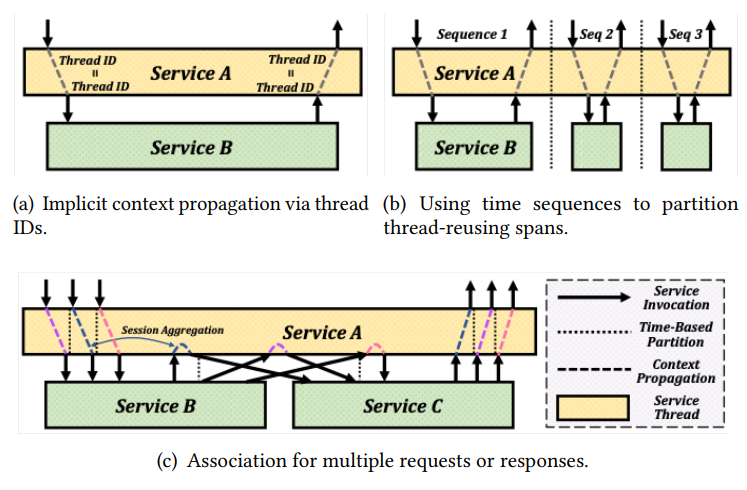 Thread ID
=
Thread ID
Service A
Thread ID
=
Thread ID
Service B
Sequence 1
Seq 2
Seq 3
Service A
Service B
(a) Implicit context propagation via thread
IDs.
(b) Using time sequences to partition
thread-reusing spans.
Session Aggregation
Service A
Service B
Service C
Service
Invocation
Time-Based
Partition
Context
Propagation
Service
Thread
(c) Association for multiple requests or responses.